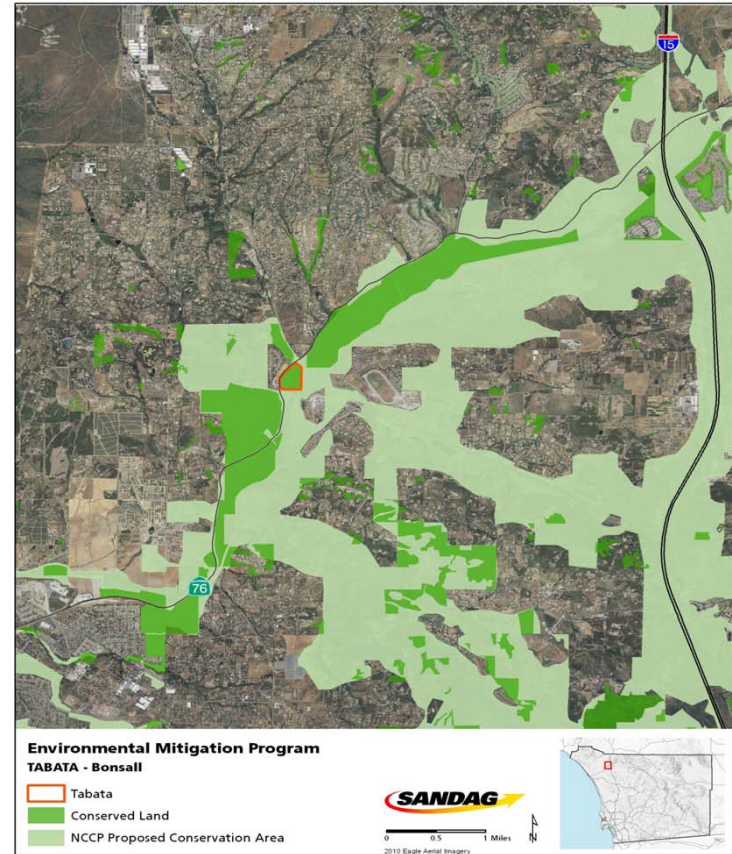 15
76
Environmental Mitigation Program
TABATA - Bonsall
Tabata
Conserved Land
NCCP Proposed Conservation Area
SANDAG
0 0.5 1 Miles
N
2010 Eagle Aerial Imagery